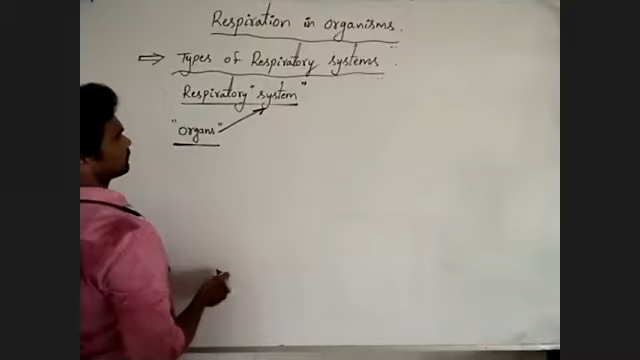 Respiration in organisms.
⇒ Types of Respiratory systems.
Respiratory "system"
"organs"